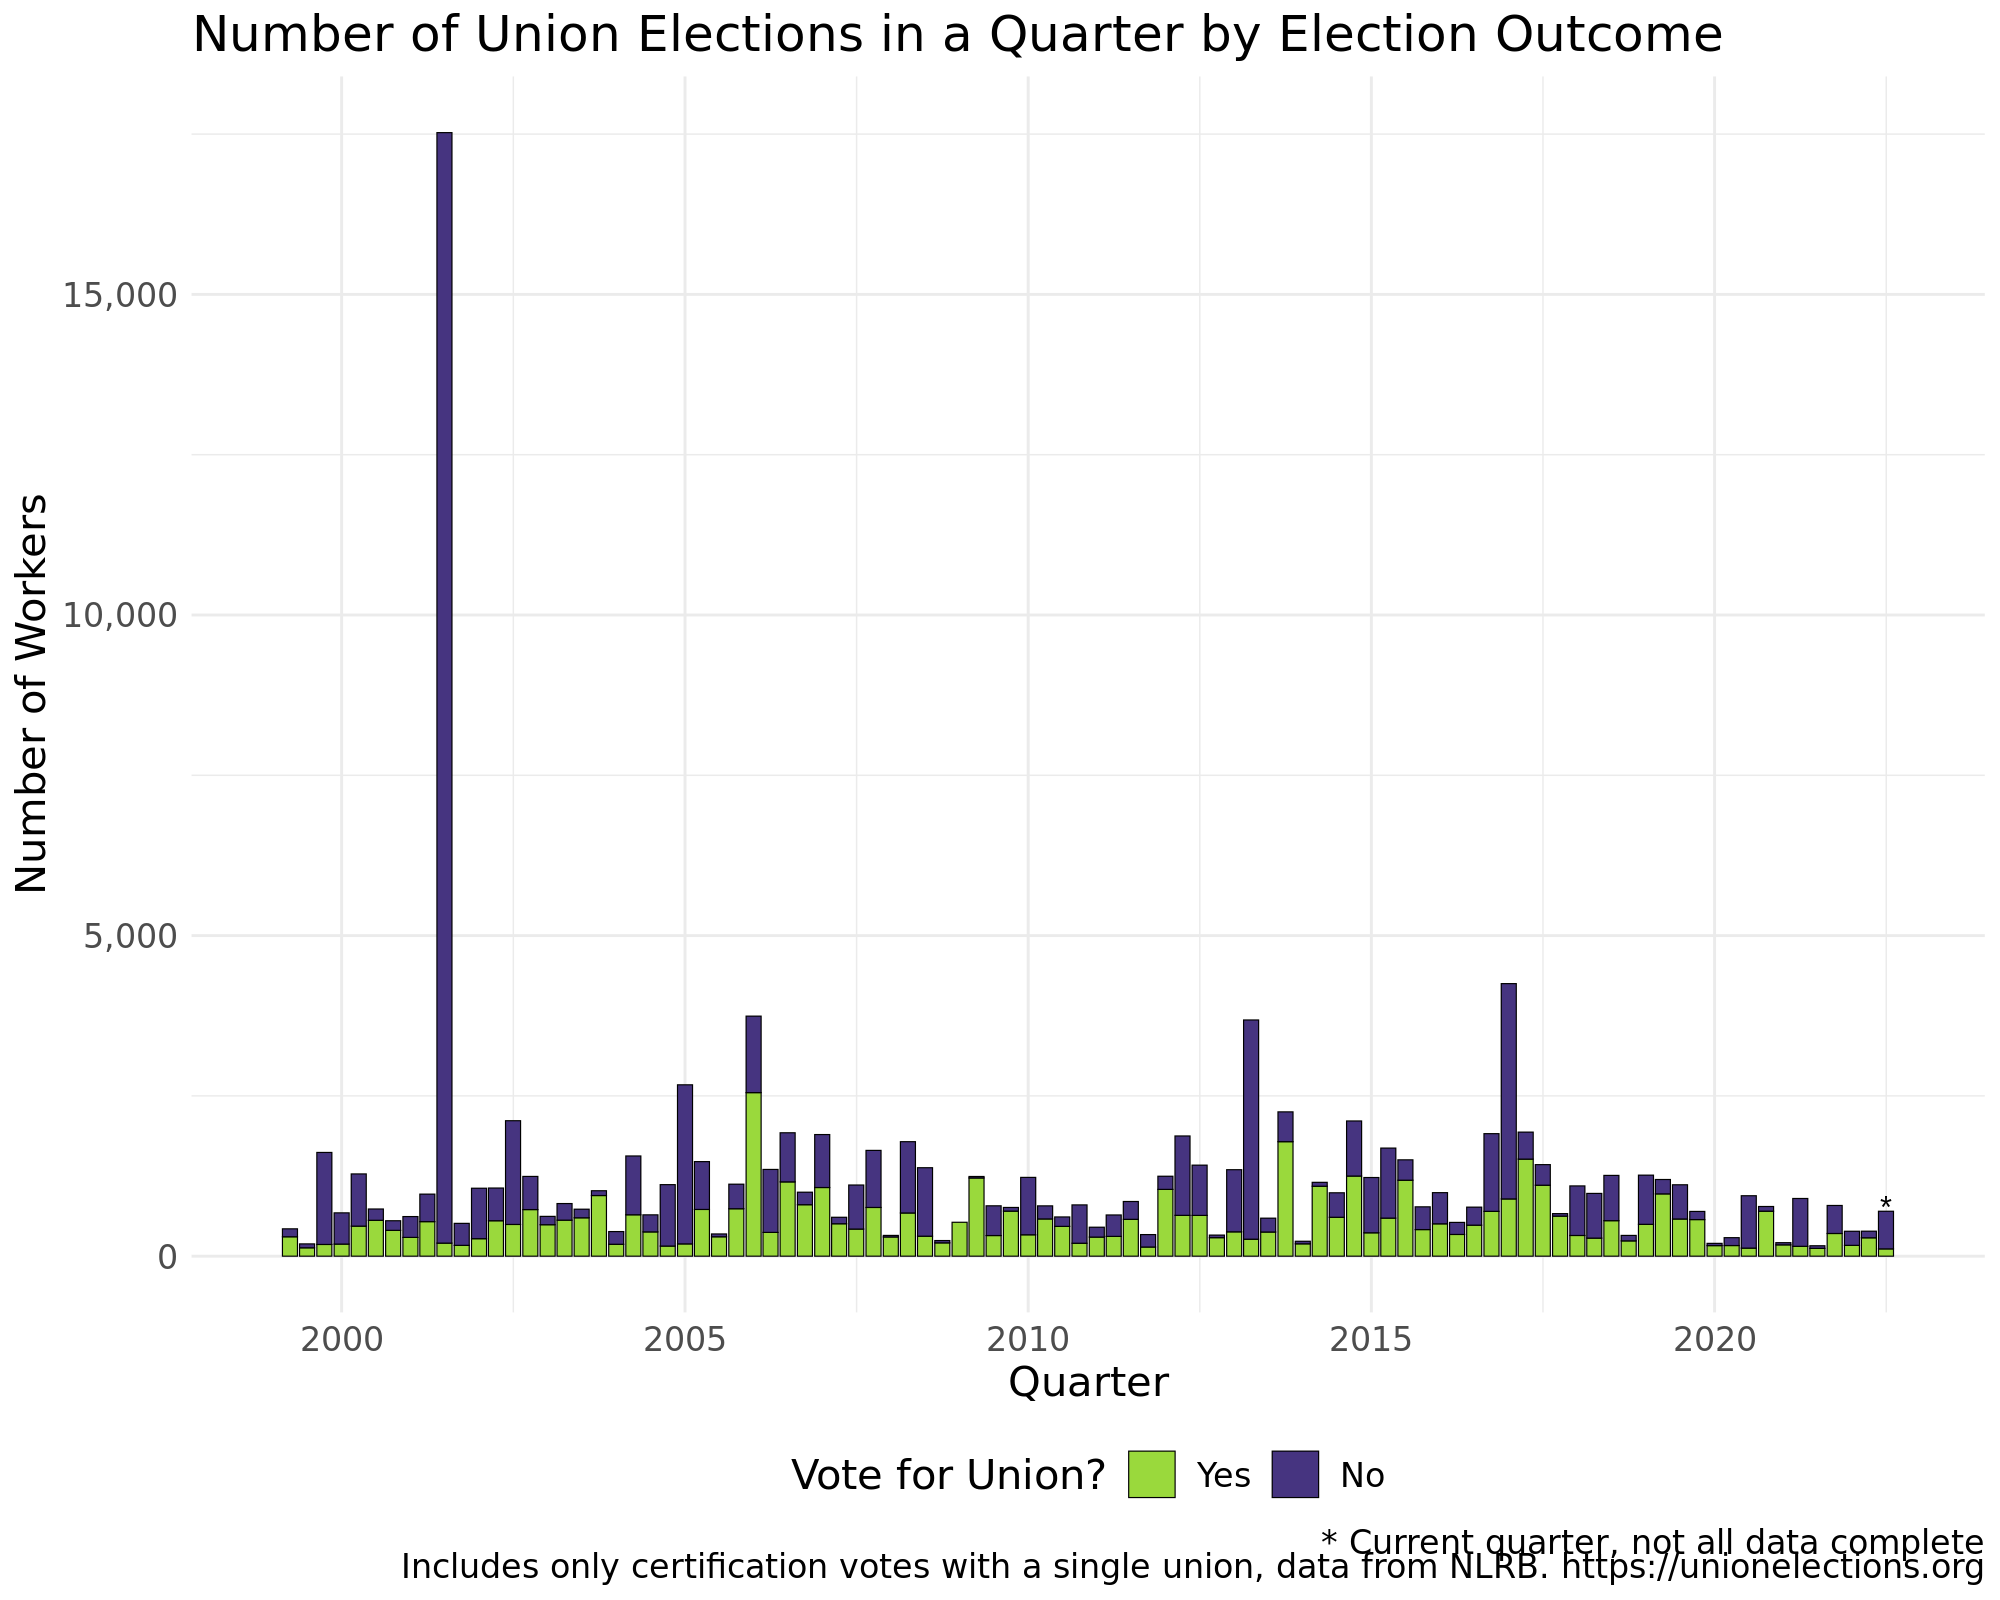 Number of Union Elections in a Quarter by Election Outcome
Number of Workers
15,000
10,000
5,000
0
*
2000 2005 2010 2015 2020
Quarter
Vote for Union? Yes No
* Current quarter, not all data complete
Includes only certification votes with a single union, data from NLRB. https://unionelections.org